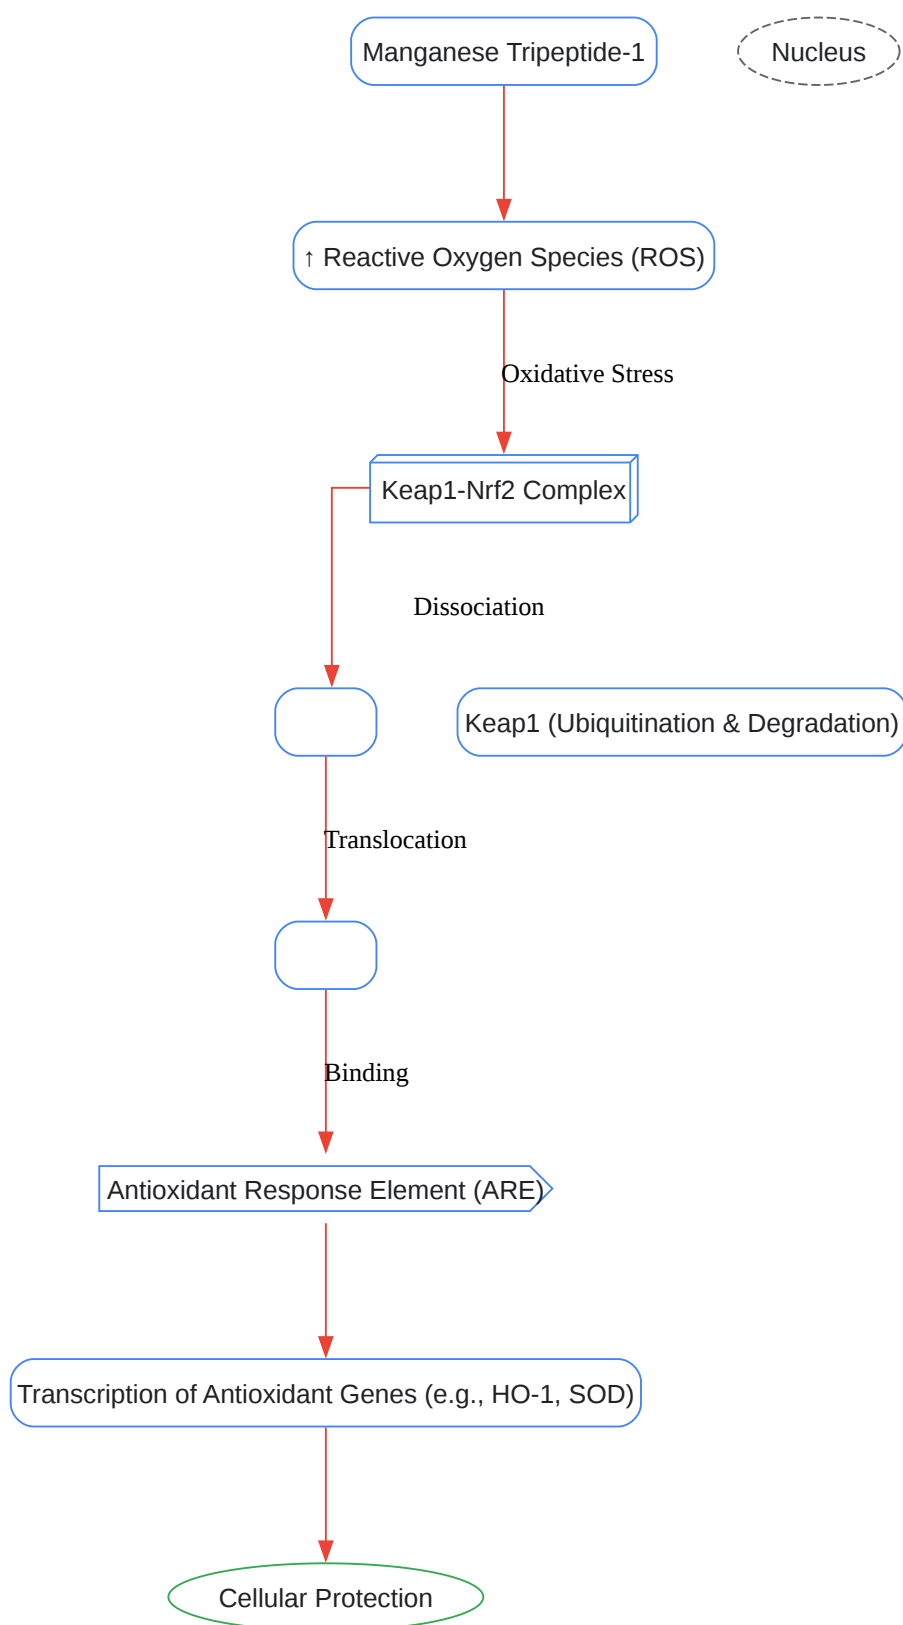 Manganese Tripeptide-1
Nucleus
↑ Reactive Oxygen Species (ROS)
Oxidative Stress
Keap1-Nrf2 Complex
Dissociation
Keap1 (Ubiquitination & Degradation)
Translocation
Binding
Antioxidant Response Element (ARE)
Transcription of Antioxidant Genes (e.g., HO-1, SOD)
Cellular Protection